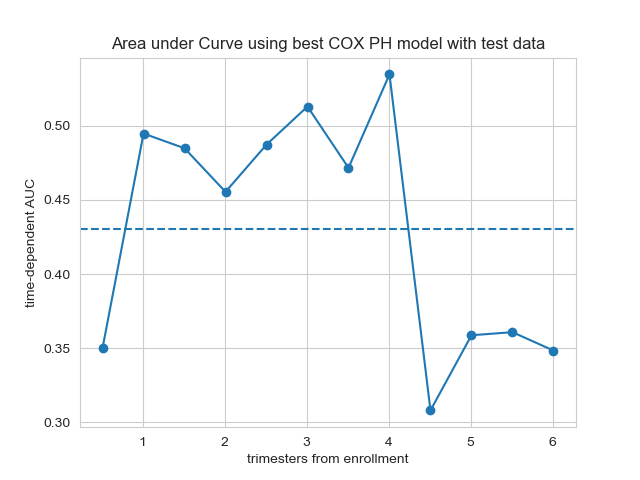 Area under Curve using best COX PH model with test data
time-dependent AUC
0.50
0.45
0.40
0.35
0.30
1 2 3 4 5 6
trimesters from enrollment